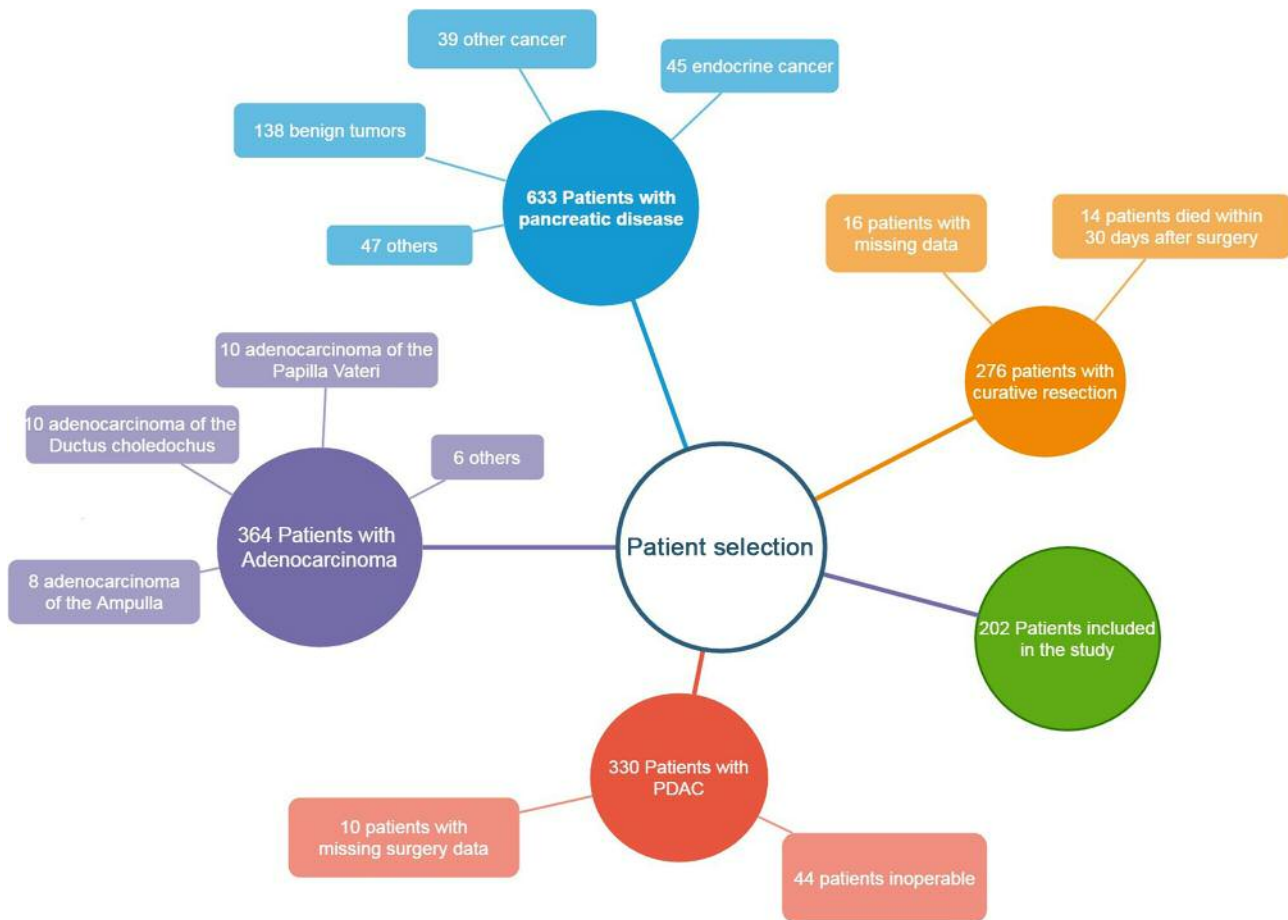 39 other cancer
45 endocrine cancer
138 benign tumors
633 Patients with
pancreatic disease
47 others
16 patients with
missing data
14 patients died within
30 days after surgery
276 patients with
curative resection
10 adenocarcinoma of the
Papilla Vateri
10 adenocarcinoma of the
Ductus choledochus
6 others
364 Patients with
Adenocarcinoma
8 adenocarcinoma
of the Ampulla
Patient selection
202 Patients included
in the study
330 Patients with
PDAC
10 patients with
missing surgery data
44 patients inoperable